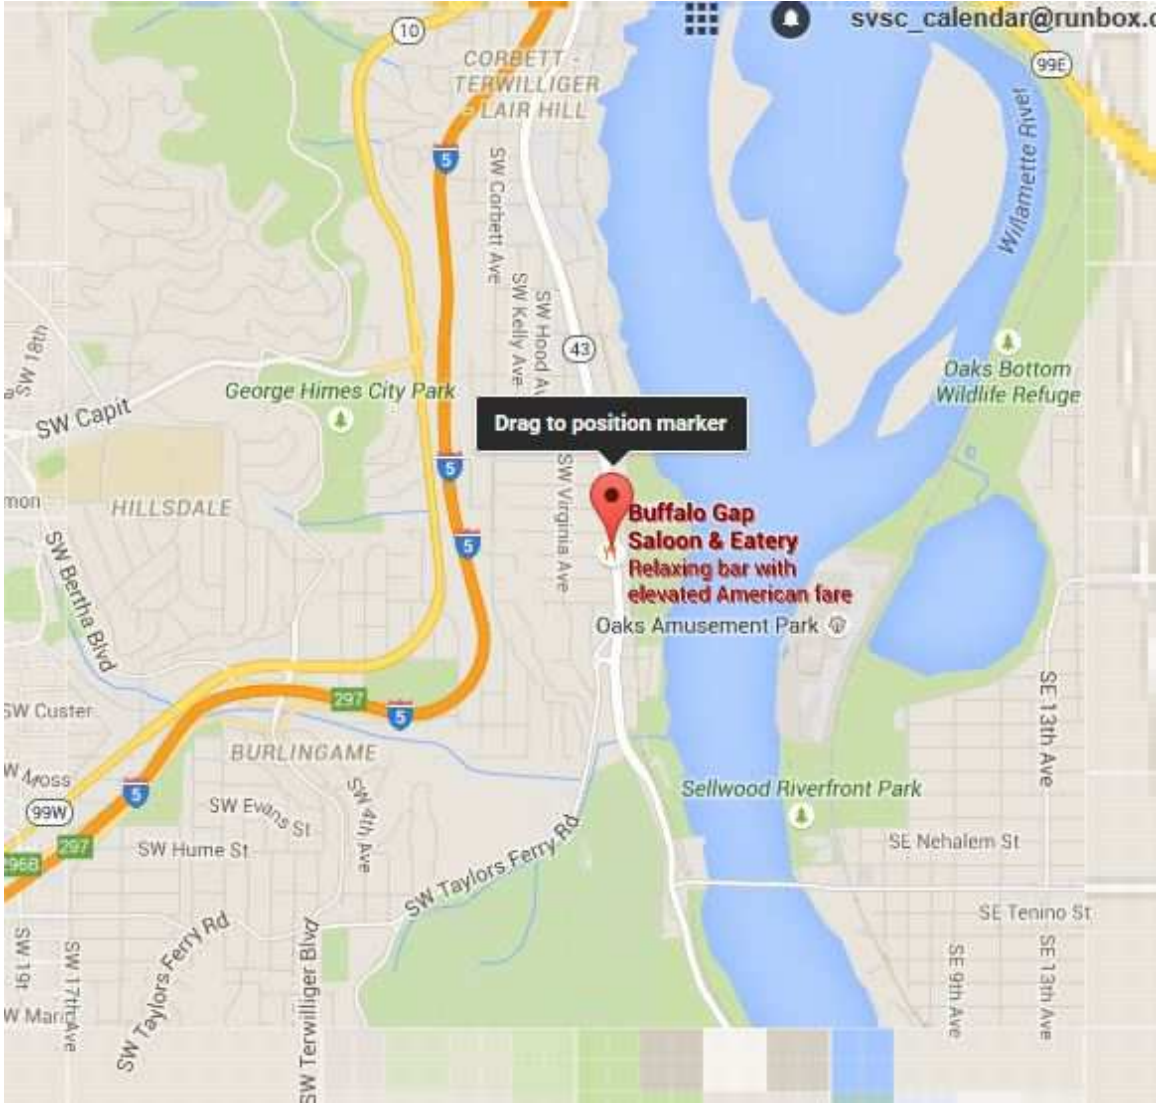 svsc_calendar@runbox.c
10
99E
CORBETT -
TERWILLIGER
- LAIR HILL
5
Willamette River
SW Corbett Ave
SW Kelly Ave
SW Hood Av
43
SW 18th
Oaks Bottom
Wildlife Refuge
George Himes City Park
SW Capit
Drag to position marker
5
SW Virginia Ave
mon
HILLSDALE
Buffalo Gap
Saloon & Eatery
Relaxing bar with
elevated American fare
5
SW Bertha Blvd
Oaks Amusement Park
SE 13th Ave
297
5
SW Custer
BURLINGAME
Sellwood Riverfront Park
5
99W
SW Evans St
SW 4th Ave
297
296B
SW Hume St
SE Nehalem St
SW Taylors Ferry Rd
SE Tenino St
SW Taylors Ferry Rd
SW Terwilliger Blvd
SW 17th Ave
SE 9th Ave
SE 13th Ave